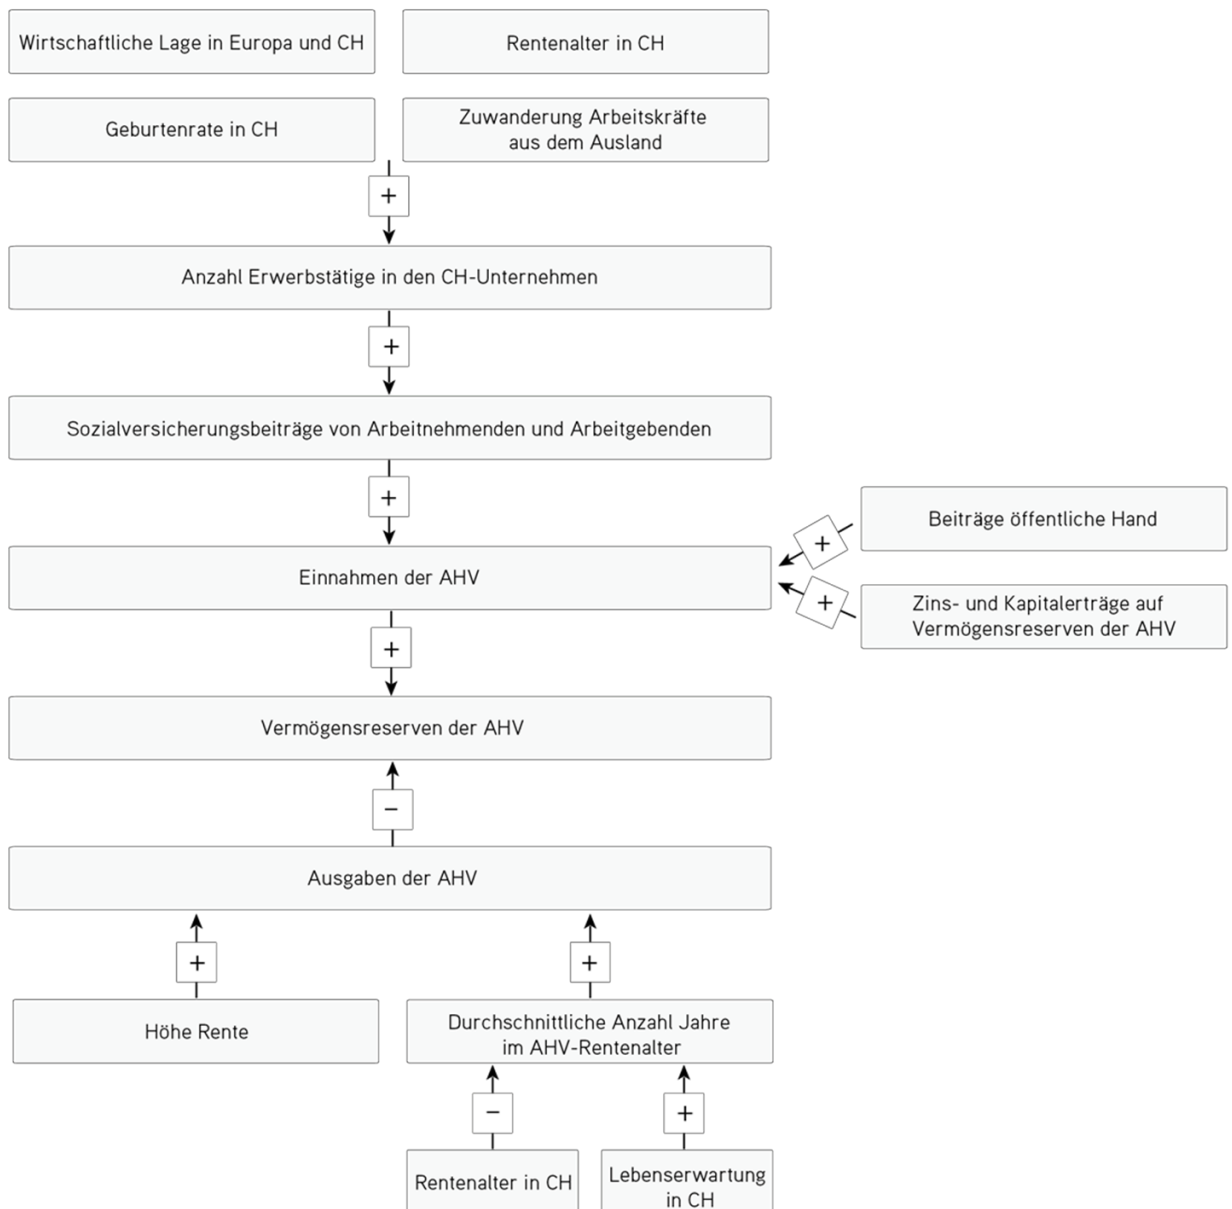 Wirtschaftliche Lage in Europa und CH
Rentenalter in CH
Geburtenrate in CH
Zuwanderung Arbeitskräfte
aus dem Ausland
+
Anzahl Erwerbstätige in den CH-Unternehmen
+
Sozialversicherungsbeiträge von Arbeitnehmenden und Arbeitgebenden
+
Beiträge öffentliche Hand
+
Einnahmen der AHV
+
Zins- und Kapitalerträge auf
Vermögensreserven der AHV
+
Vermögensreserven der AHV
−
Ausgaben der AHV
+
+
Höhe Rente
Durchschnittliche Anzahl Jahre
im AHV-Rentenalter
−
+
Rentenalter in CH
Lebenserwartung
in CH